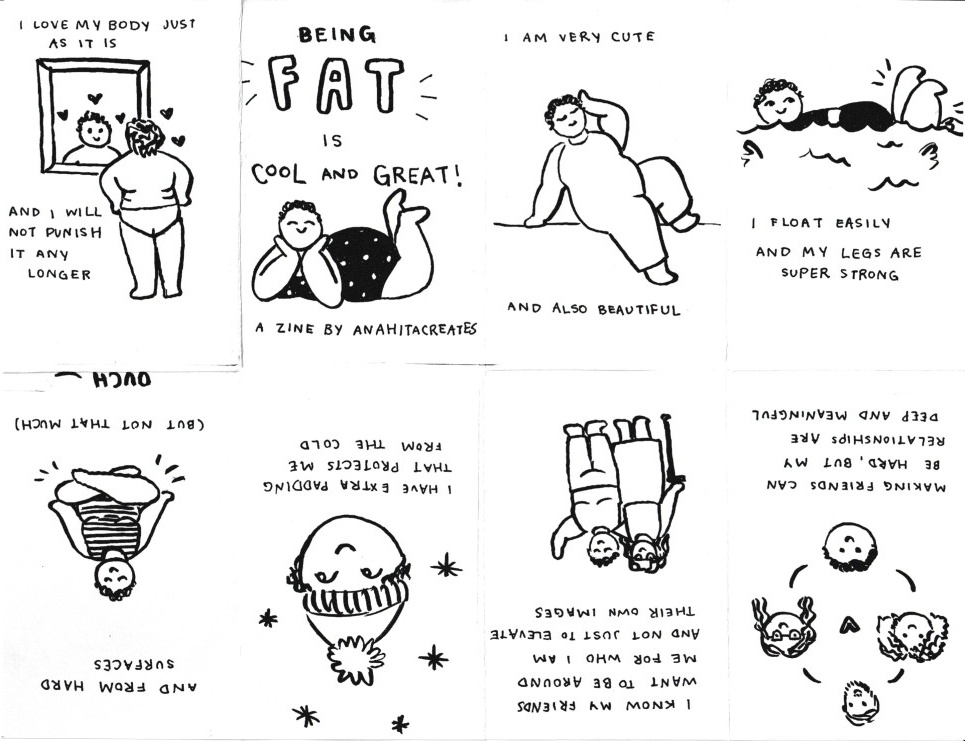 I LOVE MY BODY JUST
AS IT IS
AND I WILL
NOT PUNISH
IT ANY
LONGER
BEING
FAT
IS
COOL AND GREAT!
A ZINE BY ANAHITACREATES
I AM VERY CUTE
AND ALSO BEAUTIFUL
I FLOAT EASILY
AND MY LEGS ARE
SUPER STRONG
MAKING FRIENDS CAN
BE HARD, BUT MY
RELATIONSHIPS ARE
DEEP AND MEANINGFUL
I KNOW MY FRIENDS
WANT TO BE AROUND
ME FOR WHO I AM
AND NOT JUST TO ELEVATE
THEIR OWN IMAGES
I HAVE EXTRA PADDING
THAT PROTECTS ME
FROM THE COLD
AND FROM HARD
SURFACES
(BUT NOT THAT MUCH)
OUCH